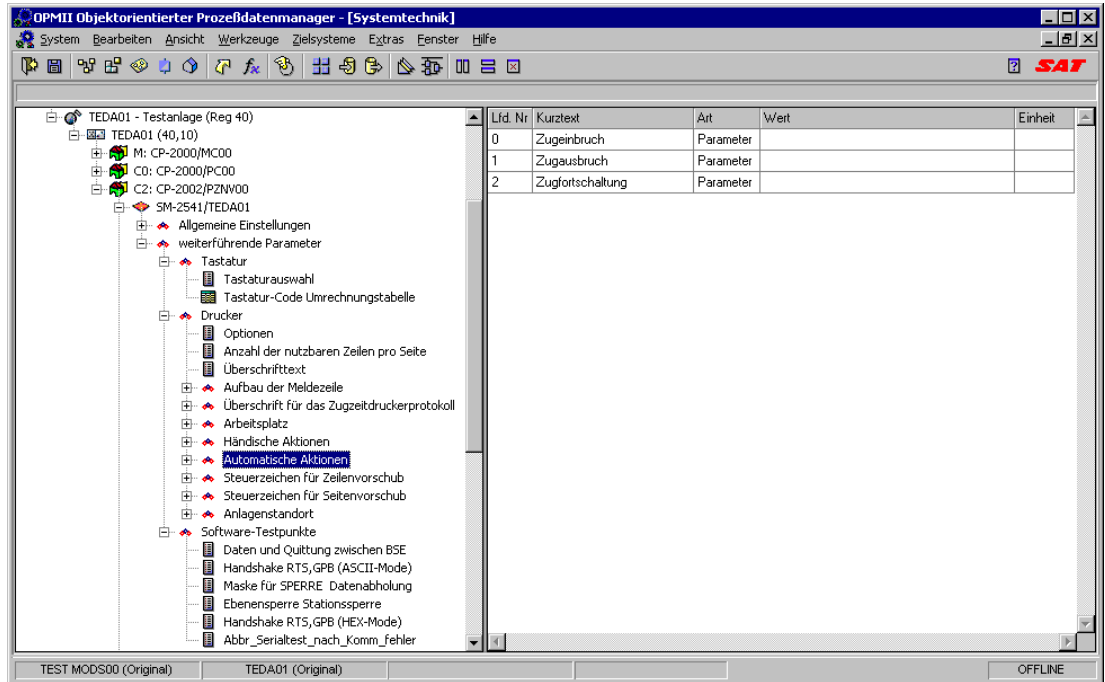 OPMII Objektorientierter Prozeßdatenmanager - [Systemtechnik]
System Bearbeiten Ansicht Werkzeuge Zielsysteme Extras Fenster Hilfe
SAT
TEDA01 - Testanlage (Reg 40)
TEDA01 (40,10)
M: CP-2000/MC00
C0: CP-2000/PC00
C2: CP-2002/PZNV00
SM-2541/TEDA01
Allgemeine Einstellungen
weiterführende Parameter
Tastatur
Tastaturauswahl
Tastatur-Code Umrechnungstabelle
Drucker
Optionen
Anzahl der nutzbaren Zeilen pro Seite
Überschrifttext
Aufbau der Meldezeile
Überschrift für das Zugzeitdruckerprotokoll
Arbeitsplatz
Händische Aktionen
Automatische Aktionen
Steuerzeichen für Zeilenvorschub
Steuerzeichen für Seitenvorschub
Anlagenstandort
Software-Testpunkte
Daten und Quittung zwischen BSE
Handshake RTS,GPB (ASCII-Mode)
Maske für SPERRE Datenabholung
Ebenensperre Stationssperre
Handshake RTS,GPB (HEX-Mode)
Abbr_Serialtest_nach_Komm_fehler
Lfd. Nr Kurztext Art Wert Einheit
0 Zugeinbruch Parameter
1 Zugausbruch Parameter
2 Zugfortschaltung Parameter
TEST MODS00 (Original) TEDA01 (Original) OFFLINE